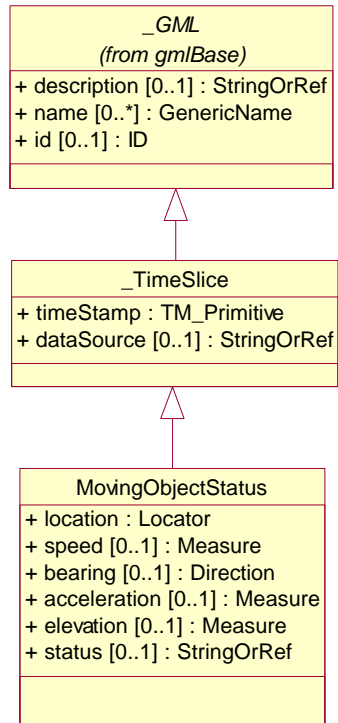 _GML
(from gmlBase)
+ description [0..1] : StringOrRef
+ name [0..*] : GenericName
+ id [0..1] : ID
_TimeSlice
+ timeStamp : TM_Primitive
+ dataSource [0..1] : StringOrRef
MovingObjectStatus
+ location : Locator
+ speed [0..1] : Measure
+ bearing [0..1] : Direction
+ acceleration [0..1] : Measure
+ elevation [0..1] : Measure
+ status [0..1] : StringOrRef